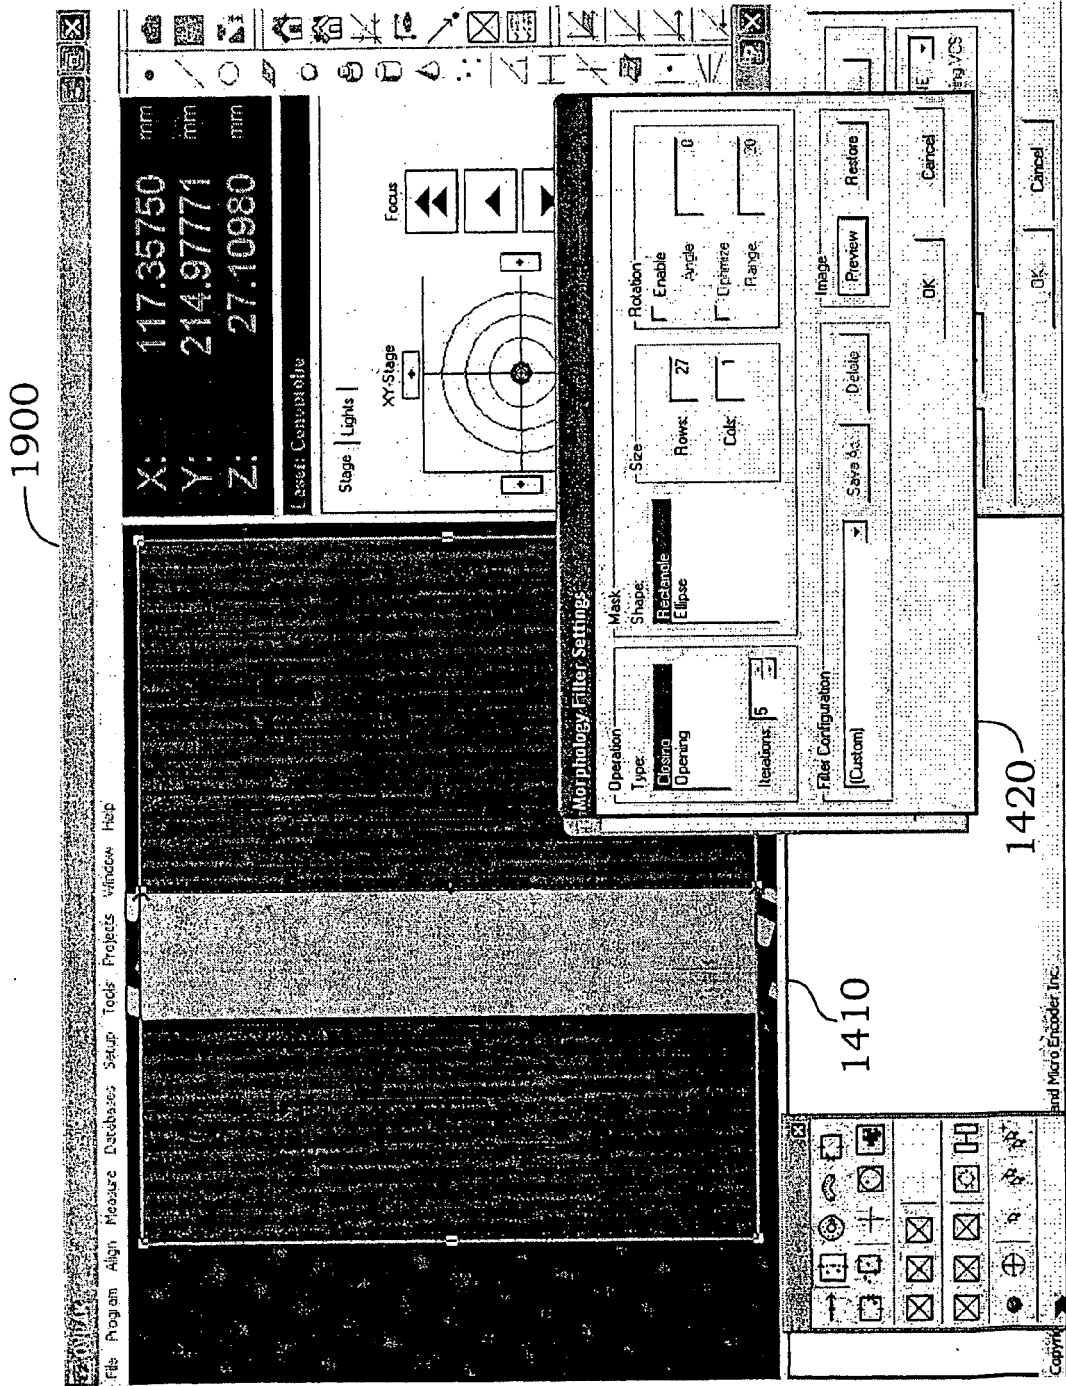 1900
File Program Align Measure Databases Setup Tools Projects Window Help
X: 117.35750 mm
Y: 214.97771 mm
Z: 27.10980 mm
Stage Lights
XY-Stage
Focus
Morphology Filter Settings
Operation
Type:
Closing
Opening
Iterations: 5
Mask
Shape:
Rectangle
Ellipse
Size
Rows: 27
Cols: 1
Rotation
Enable
Angle 0
Optimize
Range 20
Filter Configuration
(Custom)
Save As... Delete
Image
Preview Restore
OK Cancel
OK Cancel
1410
1420
and Micro Encoder, Inc.